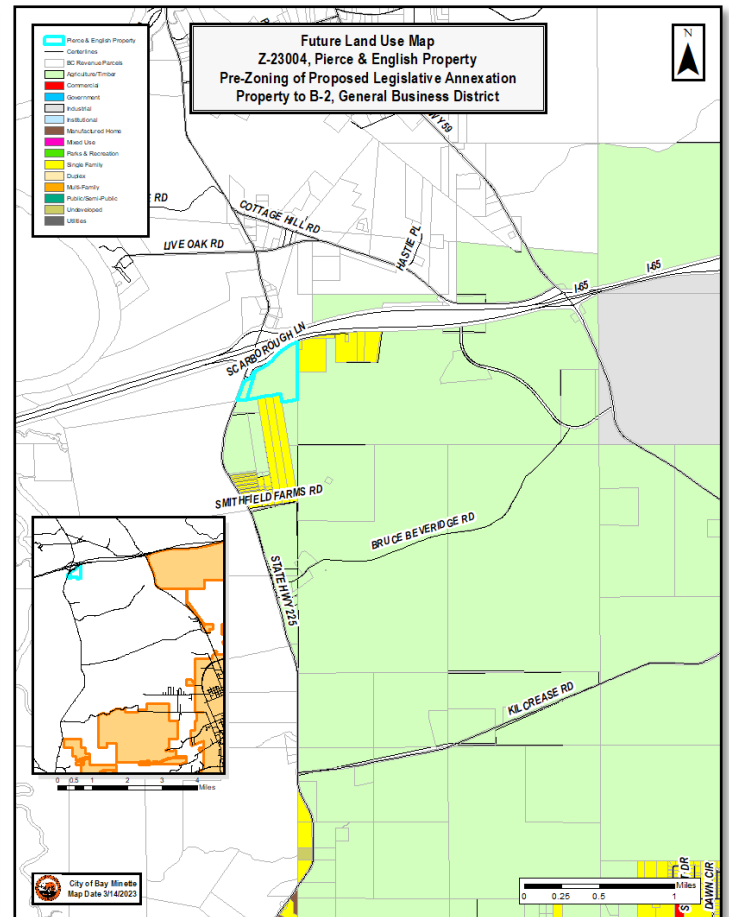 Future Land Use Map
Z-23004, Pierce & English Property
Pre-Zoning of Proposed Legislative Annexation
Property to B-2, General Business District
N
Pierce & English Property
Centerlines
BC Revenue Parcels
Agriculture/Timber
Commercial
Government
Industrial
Institutional
Manufactured Home
Mixed Use
Parks & Recreation
Single Family
Duplex
Multi-Family
Public/Semi-Public
Undeveloped
Utilities
WY 59
E RD
COTTAGE HILL RD
LIVE OAK RD
HASTIE PL
I-65
I-65
SCARBOROUGH LN
SMITHFIELD FARMS RD
BRUCE BEVERIDGE RD
STATE HWY 225
KILCREASE RD
0 0.5 1 2 3 4
Miles
City of Bay Minette
Map Date 3/14/2023
Miles
0 0.25 0.5 1
DR
DAWN CIR